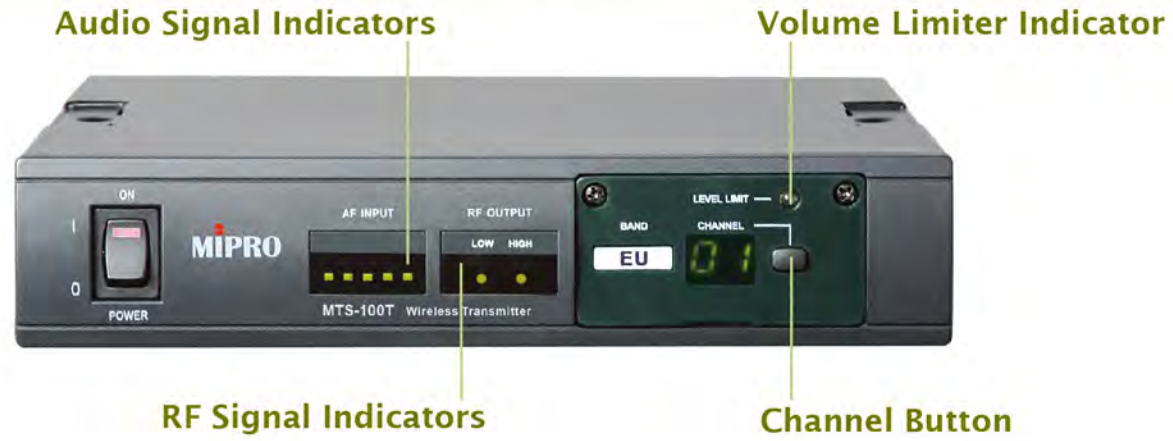 Audio Signal Indicators
Volume Limiter Indicator
ON
I
0
POWER
MIPRO
AF INPUT
RF OUTPUT
LOW HIGH
MTS-100T Wireless Transmitter
LEVEL LIMIT
BAND
CHANNEL
EU
01
RF Signal Indicators
Channel Button